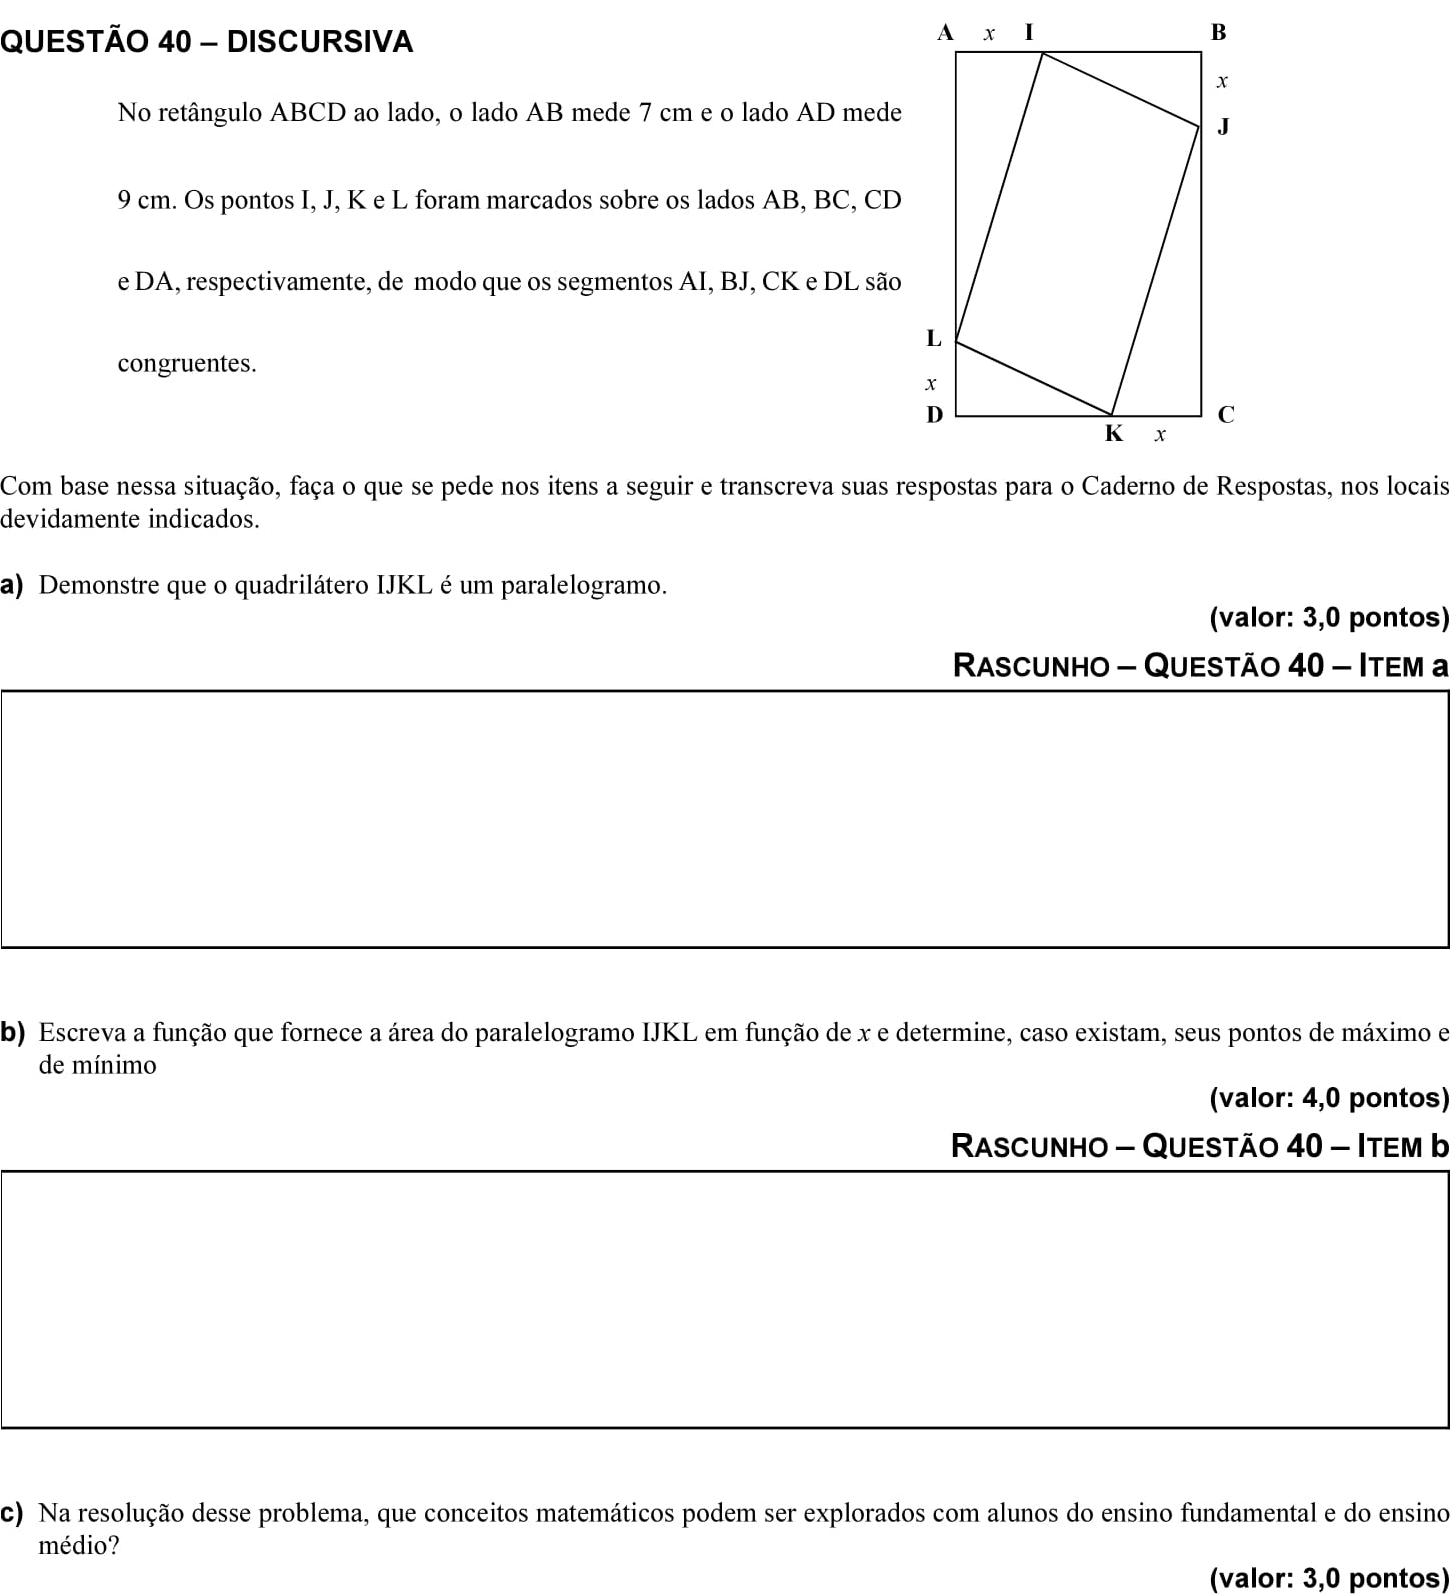 QUESTÃO 40 – DISCURSIVA
No retângulo ABCD ao lado, o lado AB mede 7 cm e o lado AD mede
9 cm. Os pontos I, J, K e L foram marcados sobre os lados AB, BC, CD
e DA, respectivamente, de modo que os segmentos AI, BJ, CK e DL são
congruentes.
A x I B
x
J
L
x
D C
K x
Com base nessa situação, faça o que se pede nos itens a seguir e transcreva suas respostas para o Caderno de Respostas, nos locais
devidamente indicados.
a) Demonstre que o quadrilátero IJKL é um paralelogramo.
(valor: 3,0 pontos)
RASCUNHO – QUESTÃO 40 – ITEM a
b) Escreva a função que fornece a área do paralelogramo IJKL em função de x e determine, caso existam, seus pontos de máximo e
de mínimo
(valor: 4,0 pontos)
RASCUNHO – QUESTÃO 40 – ITEM b
c) Na resolução desse problema, que conceitos matemáticos podem ser explorados com alunos do ensino fundamental e do ensino
médio?
(valor: 3,0 pontos)